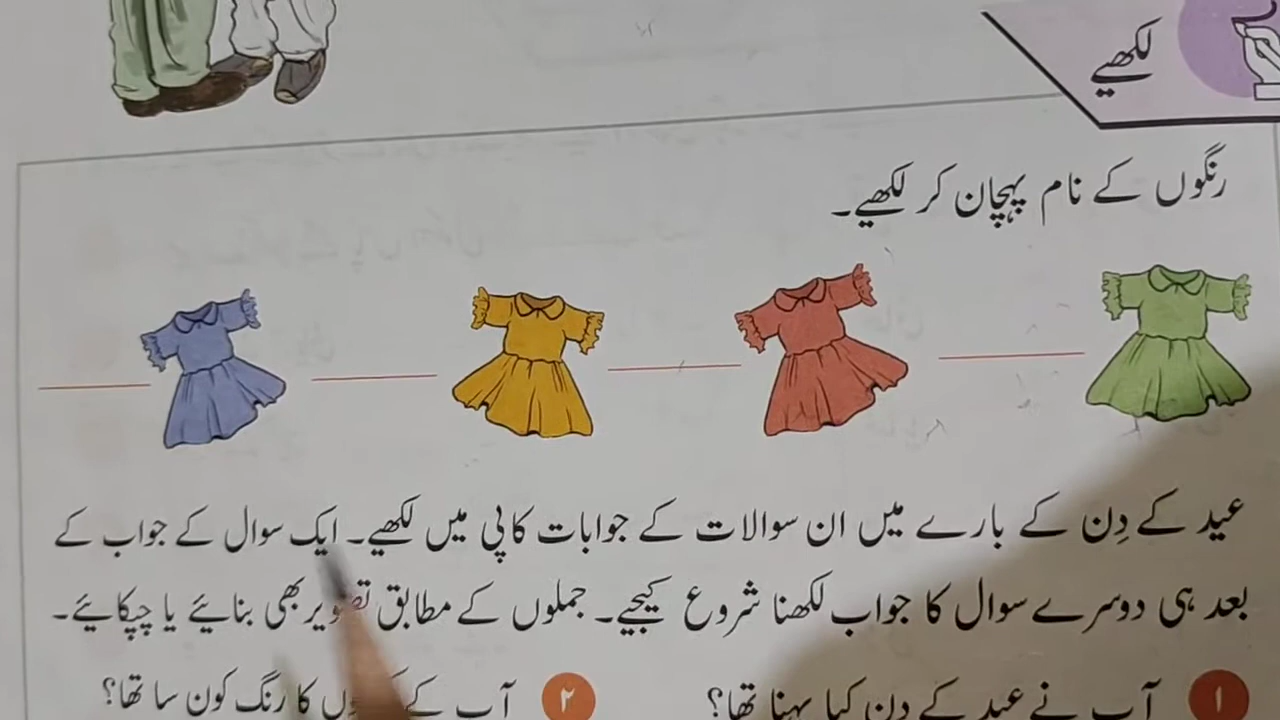 لکھیے
رنگوں کے نام پہچان کر لکھیے۔
عید کے دِن کے بارے میں ان سوالات کے جوابات کاپی میں لکھیے۔ ایک سوال کے جواب کے
بعد ہی دوسرے سوال کا جواب لکھنا شروع کیجیے۔ جملوں کے مطابق تصویر بھی بنائیے یا چپکائیے۔
۱ آپ نے عید کے دن کیا پہنا تھا؟
۲ آپ کے کا رنگ کون سا تھا؟